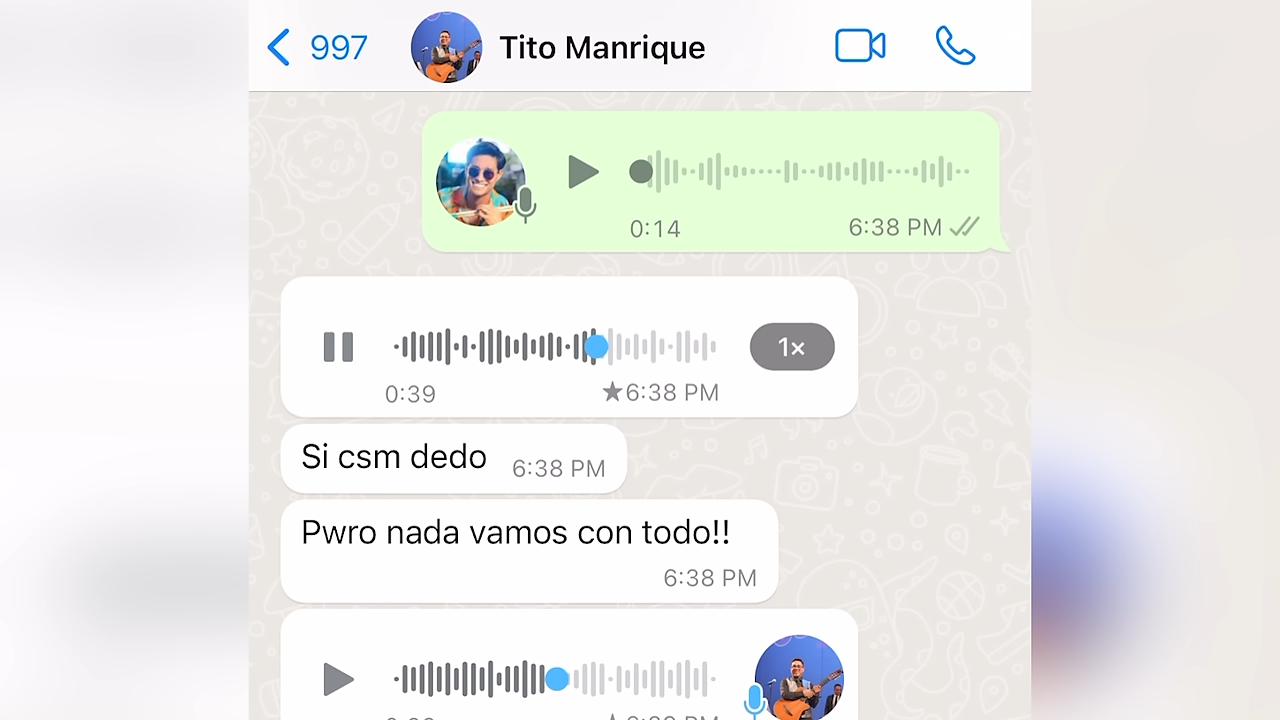 997
Tito Manrique
0:14
6:38 PM
1×
0:39
★6:38 PM
Si csm dedo
6:38 PM
Pwro nada vamos con todo!!
6:38 PM